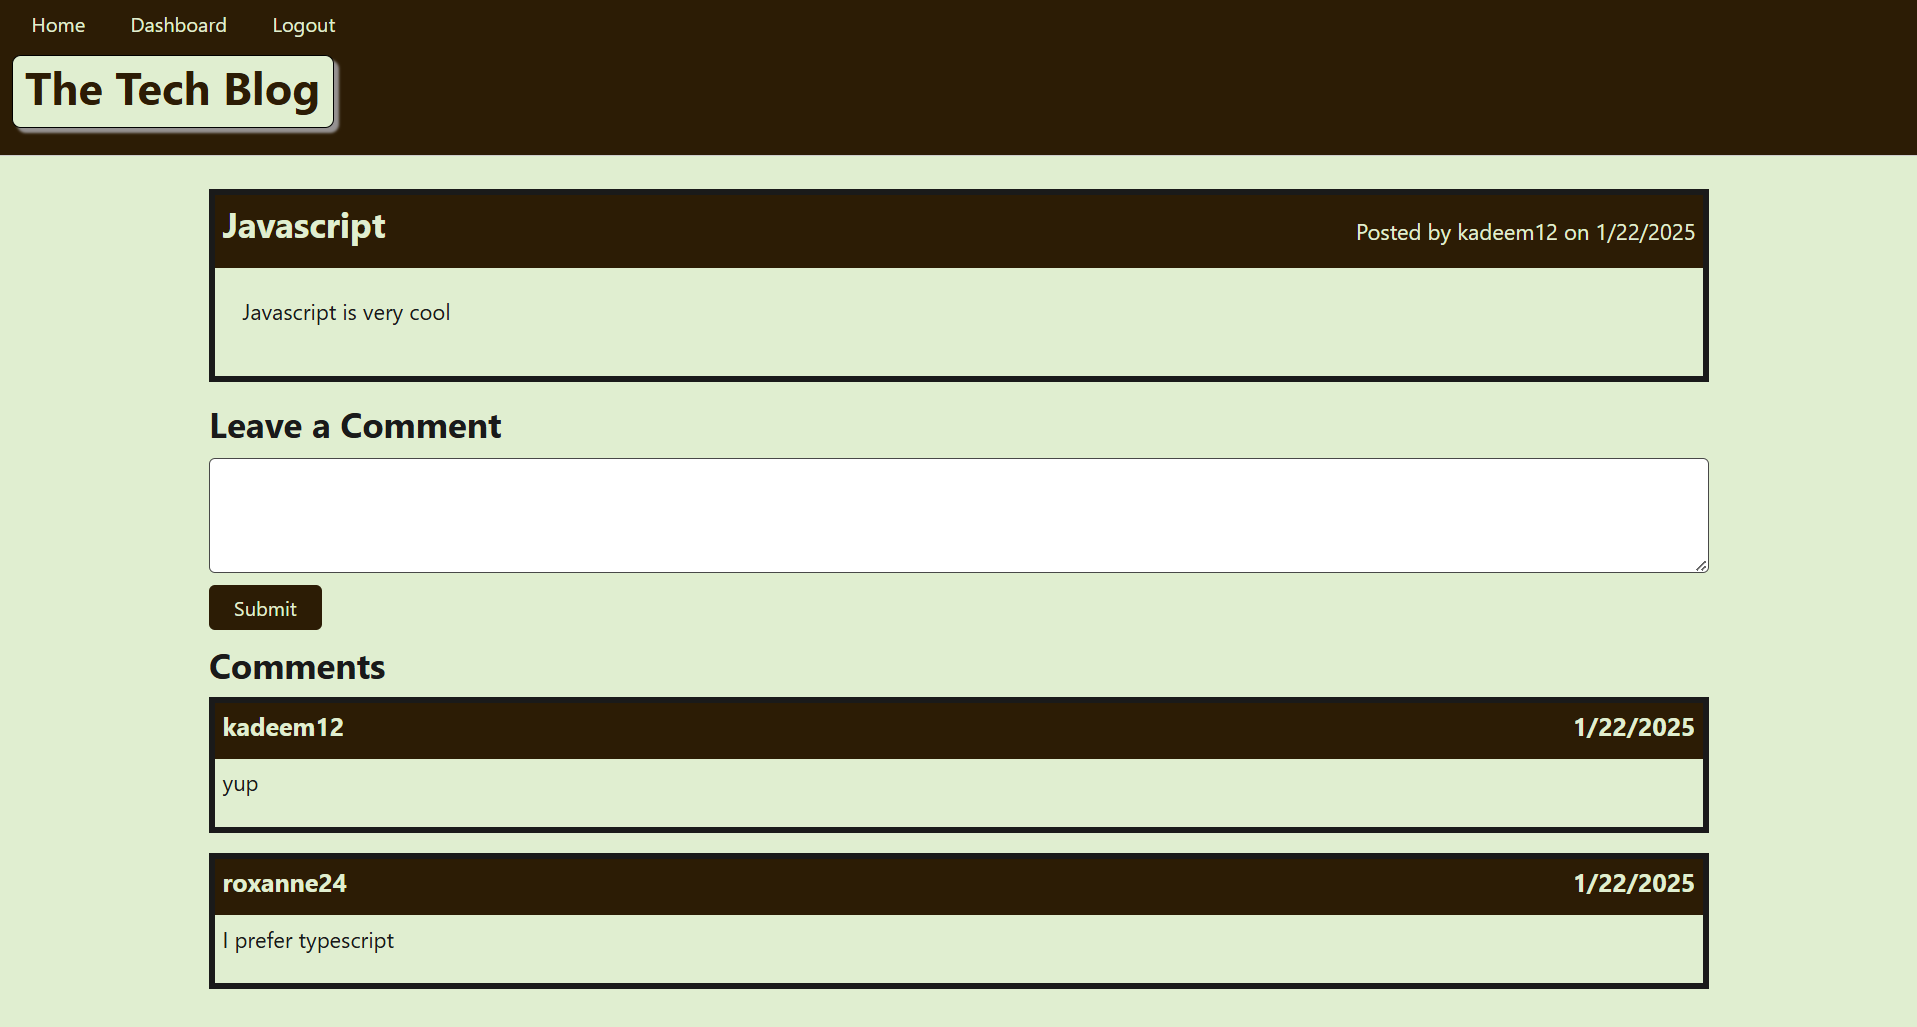 Home Dashboard Logout
The Tech Blog
Javascript Posted by kadeem12 on 1/22/2025
Javascript is very cool
Leave a Comment
Submit
Comments
kadeem12 1/22/2025
yup
roxanne24 1/22/2025
I prefer typescript